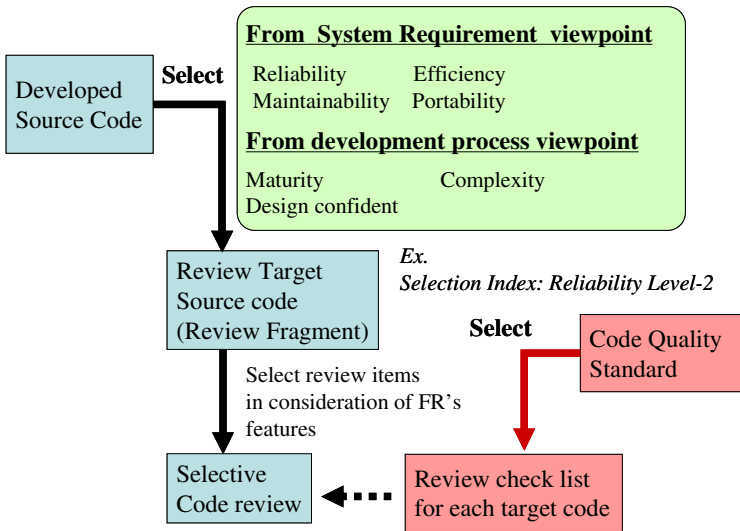 From System Requirement viewpoint
Reliability Efficiency
Maintainability Portability
From development process viewpoint
Maturity Complexity
Design confident
Select
Developed
Source Code
Ex.
Selection Index: Reliability Level-2
Review Target
Source code
(Review Fragment)
Select
Code Quality
Standard
Select review items
in consideration of FR's
features
Selective
Code review
Review check list
for each target code